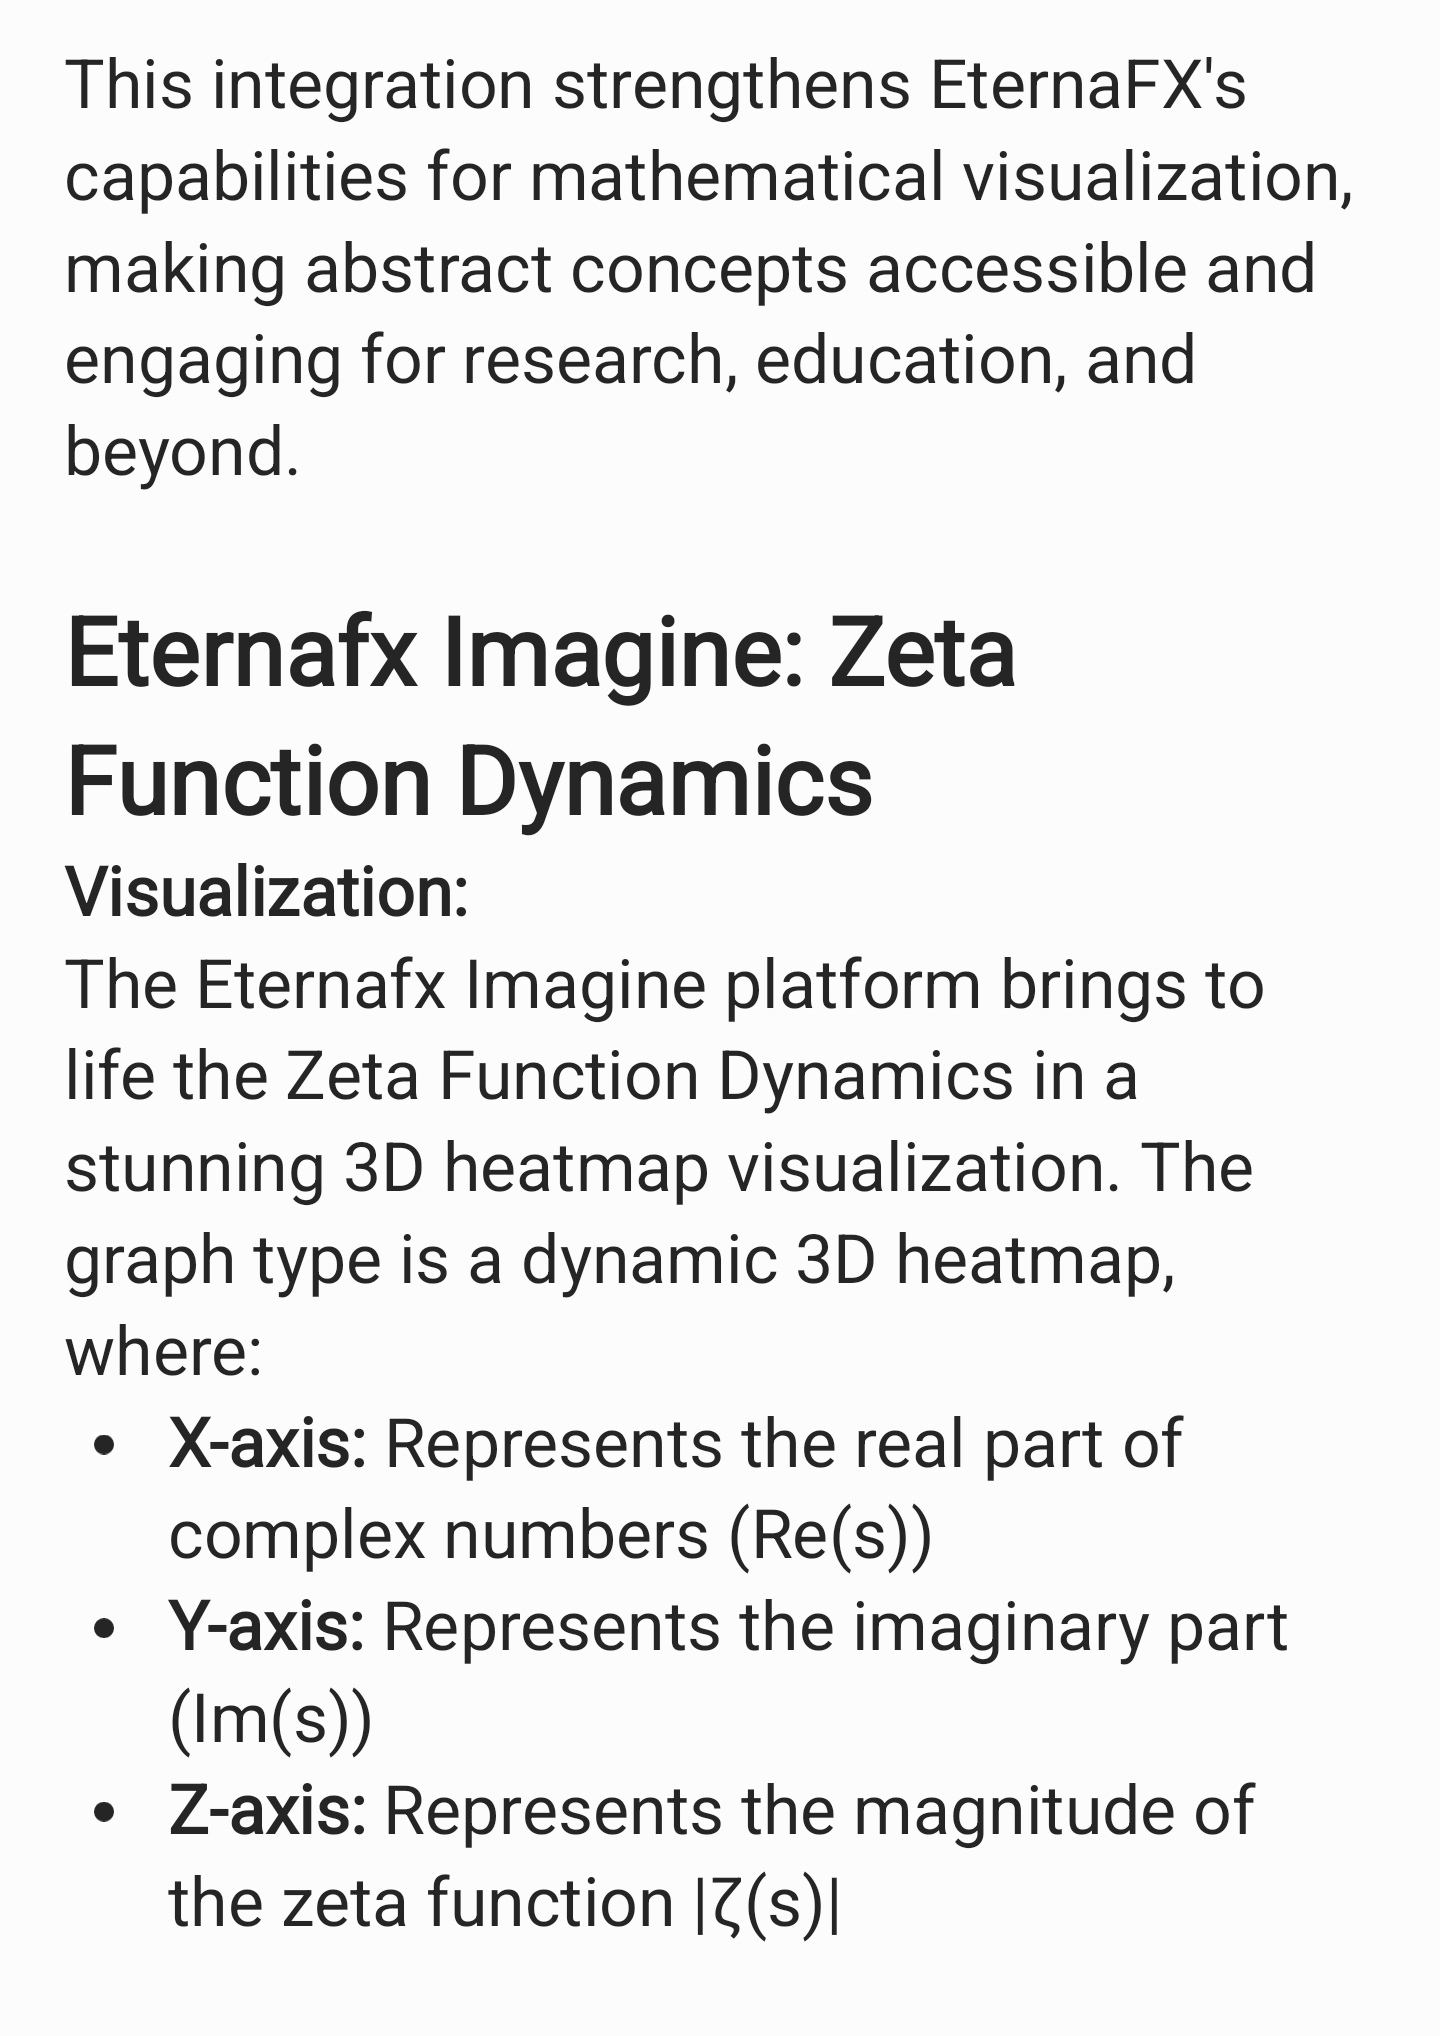 This integration strengthens EternaFX's
capabilities for mathematical visualization,
making abstract concepts accessible and
engaging for research, education, and
beyond.
Eternafx Imagine: Zeta
Function Dynamics
Visualization:
The Eternafx Imagine platform brings to
life the Zeta Function Dynamics in a
stunning 3D heatmap visualization. The
graph type is a dynamic 3D heatmap,
where:
• X-axis: Represents the real part of
complex numbers (Re(s))
• Y-axis: Represents the imaginary part
(Im(s))
• Z-axis: Represents the magnitude of
the zeta function |ζ(s)|